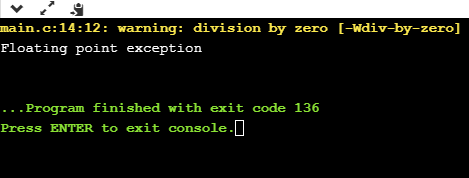 main.c:14:12: warning: division by zero [-Wdiv-by-zero]
Floating point exception
...Program finished with exit code 136
Press ENTER to exit console.